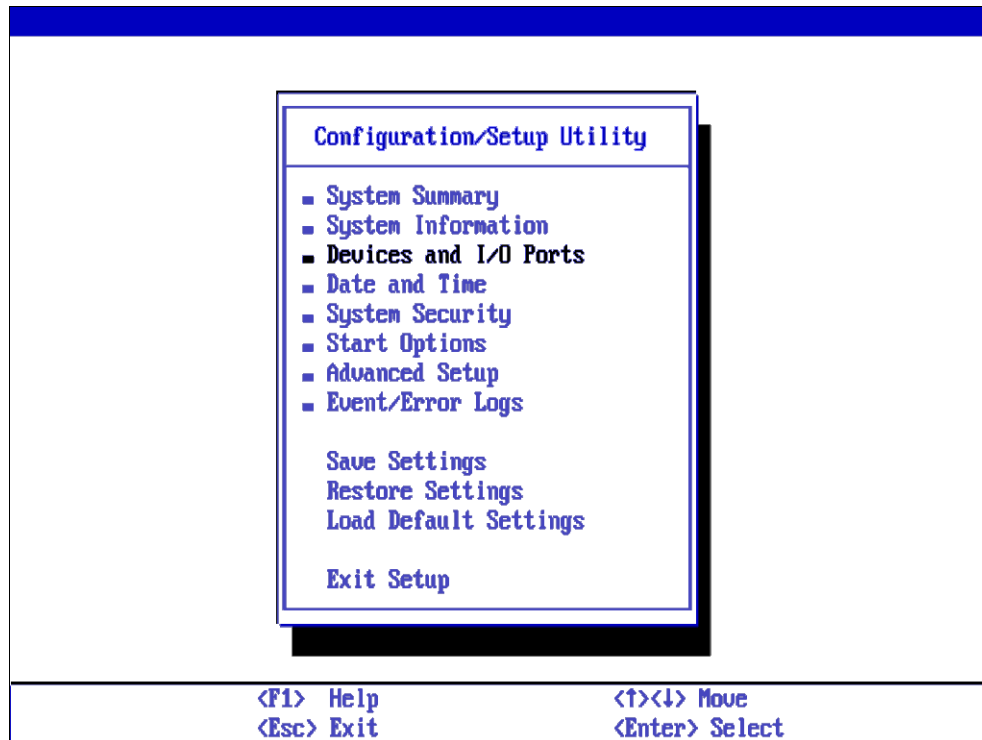 Configuration/Setup Utility
System Summary
System Information
Devices and I/O Ports
Date and Time
System Security
Start Options
Advanced Setup
Event/Error Logs
Save Settings
Restore Settings
Load Default Settings
Exit Setup
<F1> Help <↑><↓> Move
<Esc> Exit <Enter> Select